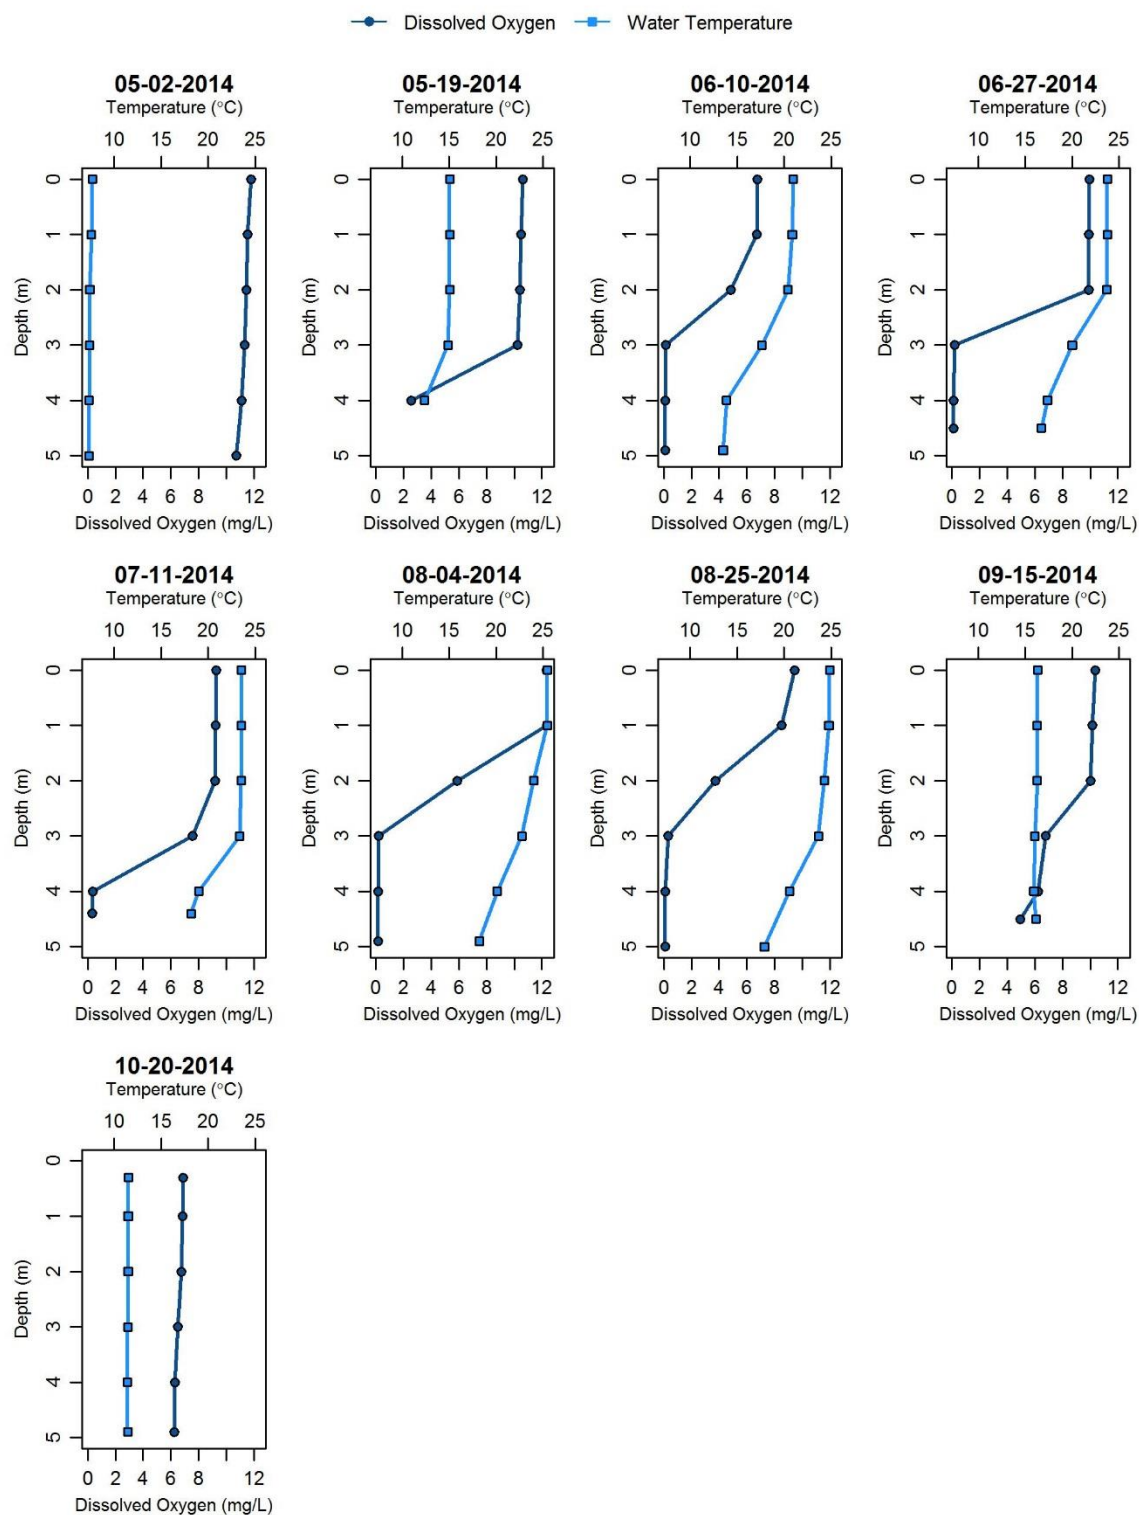 Dissolved Oxygen Water Temperature
05-02-2014 05-19-2014 06-10-2014 06-27-2014
Temperature (°C) Temperature (°C) Temperature (°C) Temperature (°C)
10 15 20 25 10 15 20 25 10 15 20 25 10 15 20 25
0 0 0 0
1 1 1 1
2 2 2 2
Depth (m) Depth (m) Depth (m) Depth (m)
3 3 3 3
4 4 4 4
5 5 5 5
0 2 4 6 8 12 0 2 4 6 8 12 0 2 4 6 8 12 0 2 4 6 8 12
Dissolved Oxygen (mg/L) Dissolved Oxygen (mg/L) Dissolved Oxygen (mg/L) Dissolved Oxygen (mg/L)
07-11-2014 08-04-2014 08-25-2014 09-15-2014
Temperature (°C) Temperature (°C) Temperature (°C) Temperature (°C)
10 15 20 25 10 15 20 25 10 15 20 25 10 15 20 25
0 0 0 0
1 1 1 1
2 2 2 2
Depth (m) Depth (m) Depth (m) Depth (m)
3 3 3 3
4 4 4 4
5 5 5 5
0 2 4 6 8 12 0 2 4 6 8 12 0 2 4 6 8 12 0 2 4 6 8 12
Dissolved Oxygen (mg/L) Dissolved Oxygen (mg/L) Dissolved Oxygen (mg/L) Dissolved Oxygen (mg/L)
10-20-2014
Temperature (°C)
10 15 20 25
0
1
2
Depth (m)
3
4
5
0 2 4 6 8 12
Dissolved Oxygen (mg/L)